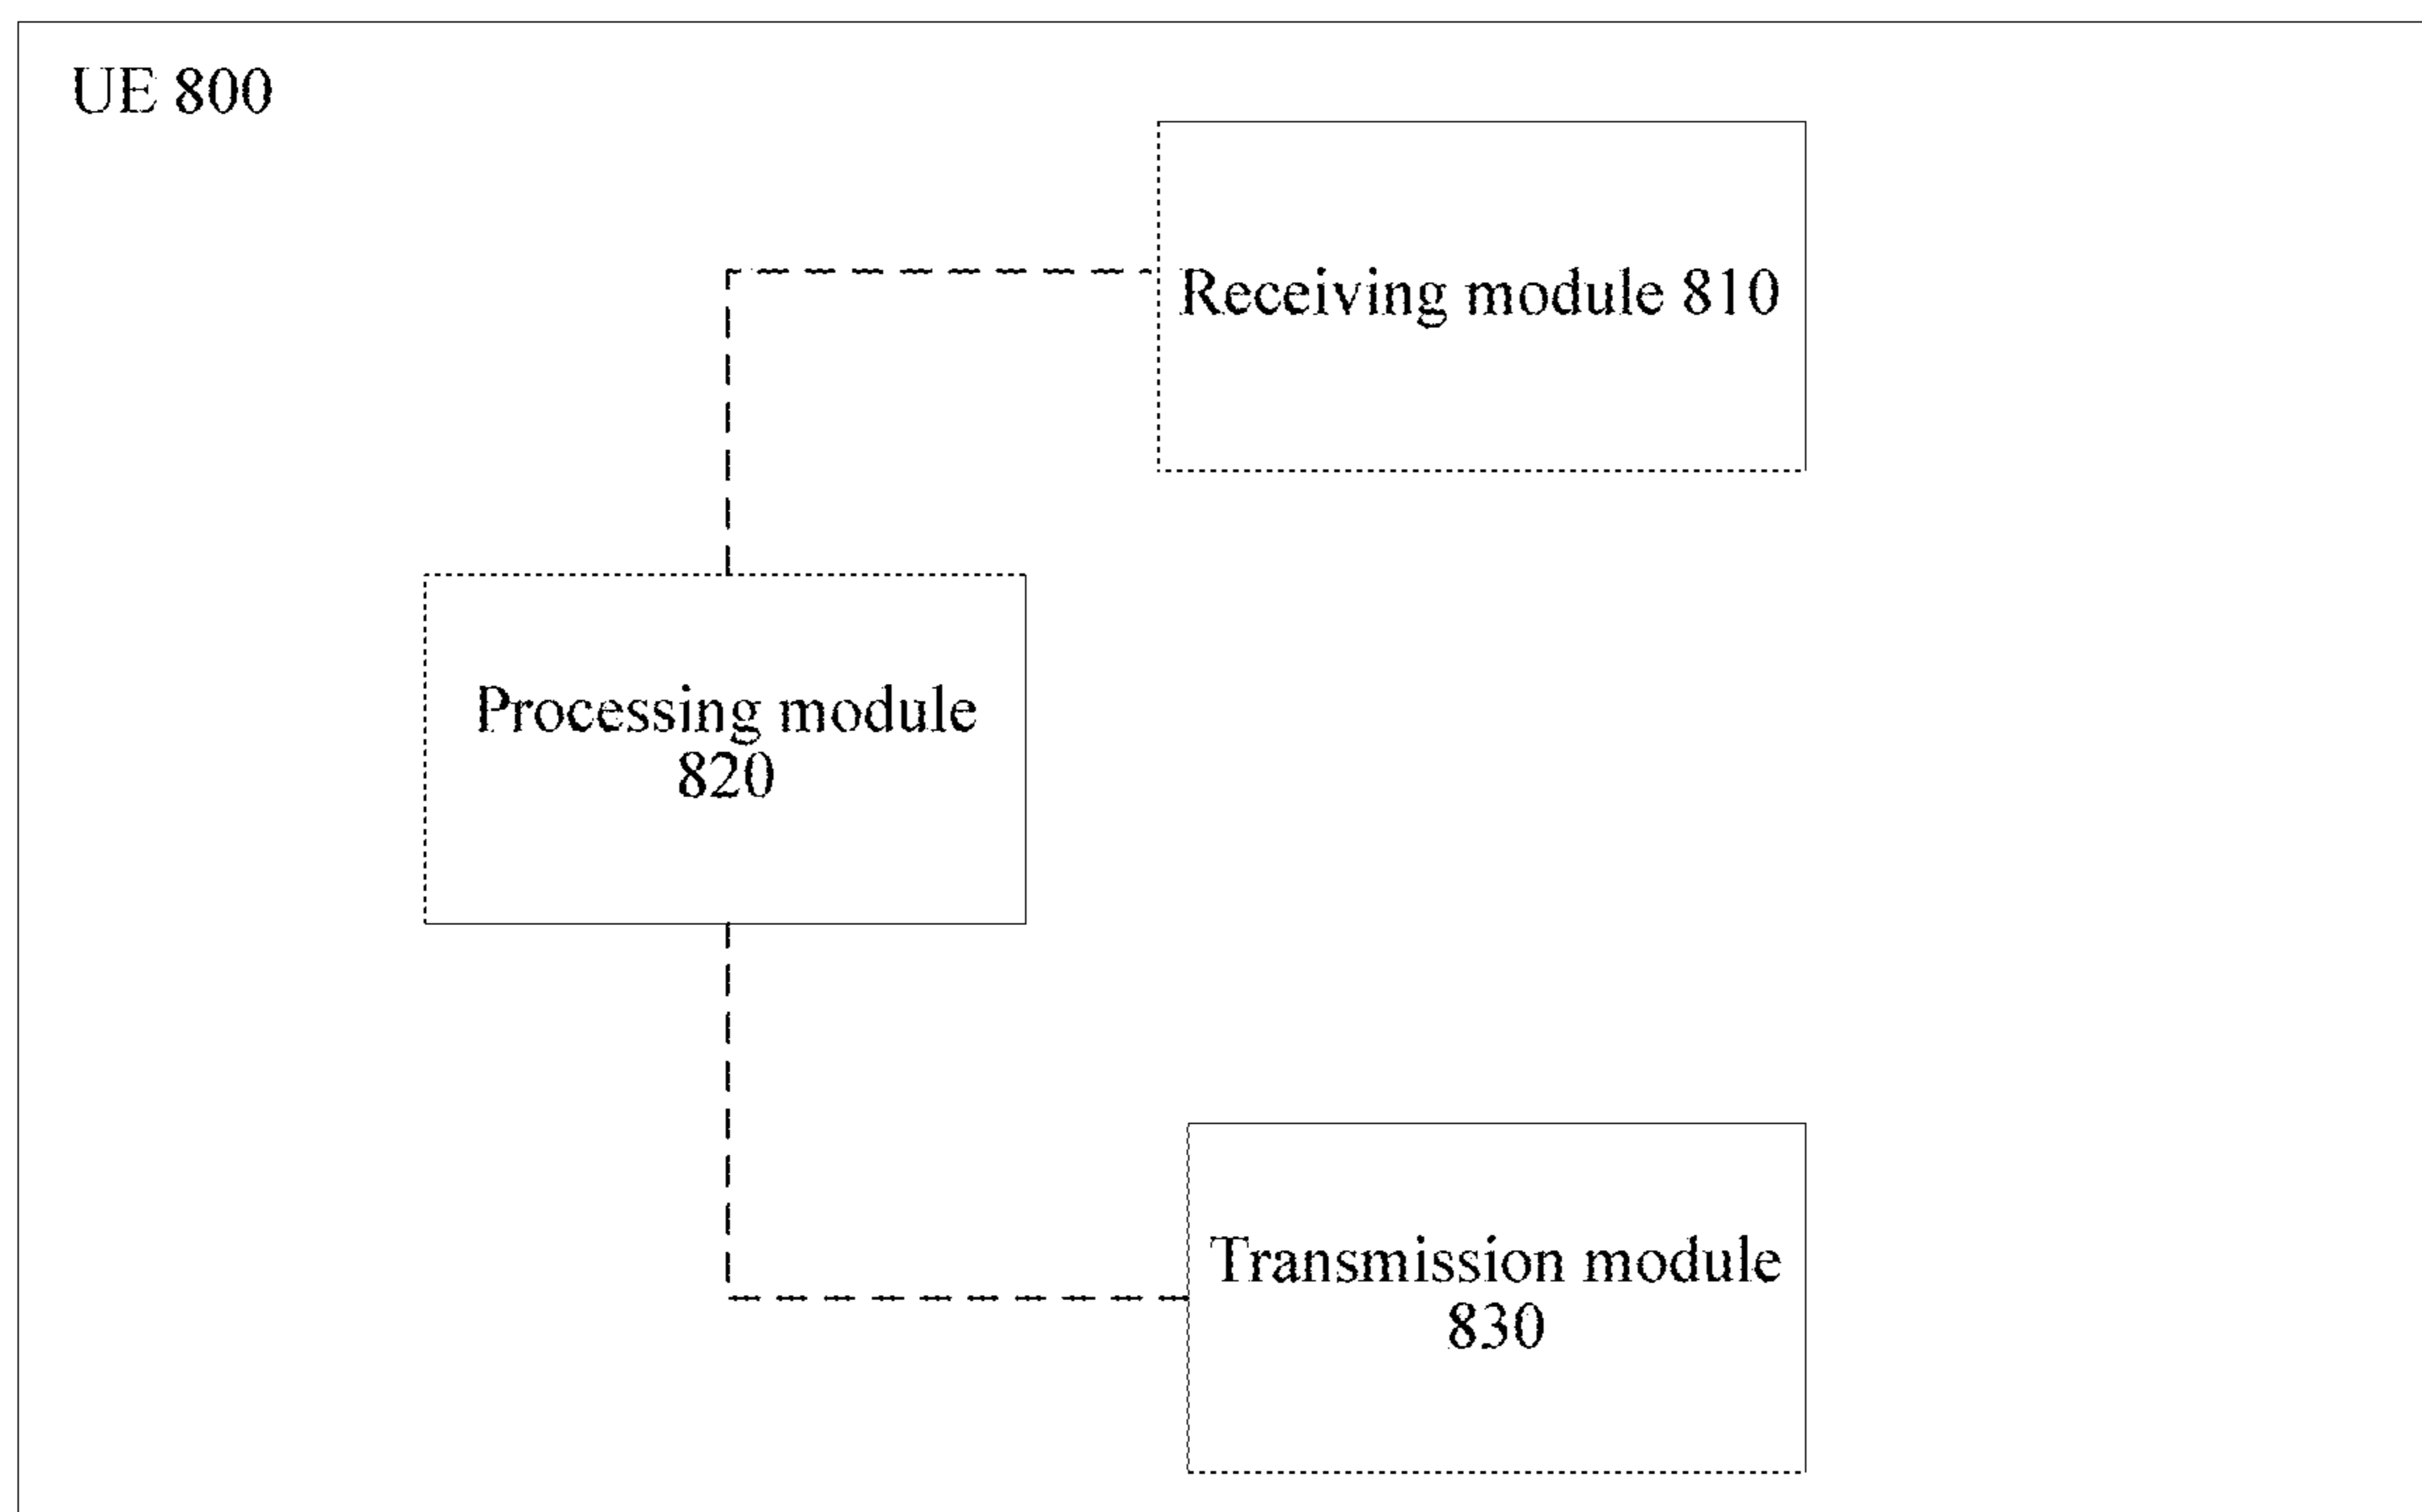 UE 800
Receiving module 810
Processing module
820
Transmission module
830